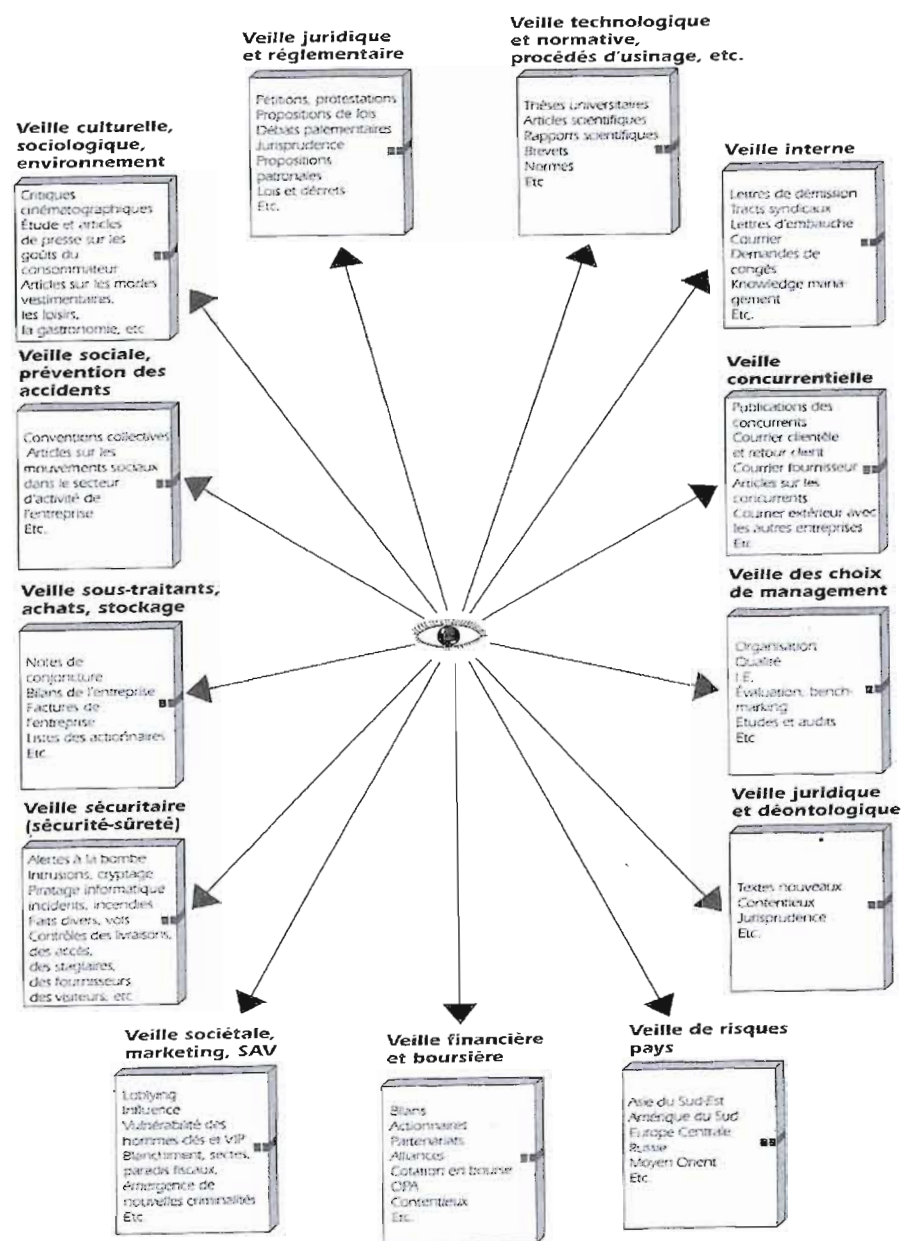 Veille juridique
et réglementaire
Pétitions, protestations
Propositions de lois
Débats palementaires
Jurisprudence
Propositions
patronales
Lois et décrets
Etc.
Veille technologique
et normative,
procédés d'usinage, etc.
Thèses universitaires
Articles scientifiques
Rapports scientifiques
Brevets
Normes
Etc
Veille culturelle,
sociologique,
environnement
Critiques
cinématographiques
Étude et articles
de presse sur les
goûts du
consommateur
Articles sur les modes
vestimentaires,
les loisirs,
la gastronomie, etc
Veille interne
Lettres de démission
Tracts syndicaux
Lettres d'embauche
Courrier
Demandes de
congés
Knowledge mana-
gement
Etc.
Veille sociale,
prévention des
accidents
Conventions collectives
Articles sur les
mouvements sociaux
dans le secteur
d'activité de
l'entreprise
Etc.
Veille
concurrentielle
Publications des
concurrents
Courrier clientèle
et retour client
Courrier fournisseur
Articles sur les
concurrents
Courrier extérieur avec
les autres entreprises
Etc
Veille sous-traitants,
achats, stockage
Notes de
conjoncture
Bilans de l'entreprise
Factures de
l'entreprise
Listes des actionnaires
Etc
Veille des choix
de management
Organisation
Qualité
I.E.
Évaluation, bench-
marking
Etudes et audits
Etc
Veille sécuritaire
(sécurité-sûreté)
Alertes à la bombe
Intrusions, cryptage
Piratage informatique
incidents, incendies
Faits divers, vols
Contrôles des livraisons,
des accès,
des stagiaires,
des fournisseurs
des visiteurs, etc
Veille juridique
et déontologique
Textes nouveaux
Contentieux
Jurisprudence
Etc.
Veille sociétale,
marketing, SAV
Lobbying
Influence
Vulnérabilité des
hommes clés et VIP
Blanchiment, sectes,
paradis fiscaux,
émergence de
nouvelles criminalités
Etc
Veille financière
et boursière
Bilans
Actionnaires
Partenariats
Alliances
Cotation en bourse
OPA
Contentieux
Etc.
Veille de risques
pays
Asie du Sud-Est
Amérique du Sud
Europe Centrale
Russie
Moyen Orient
Etc.